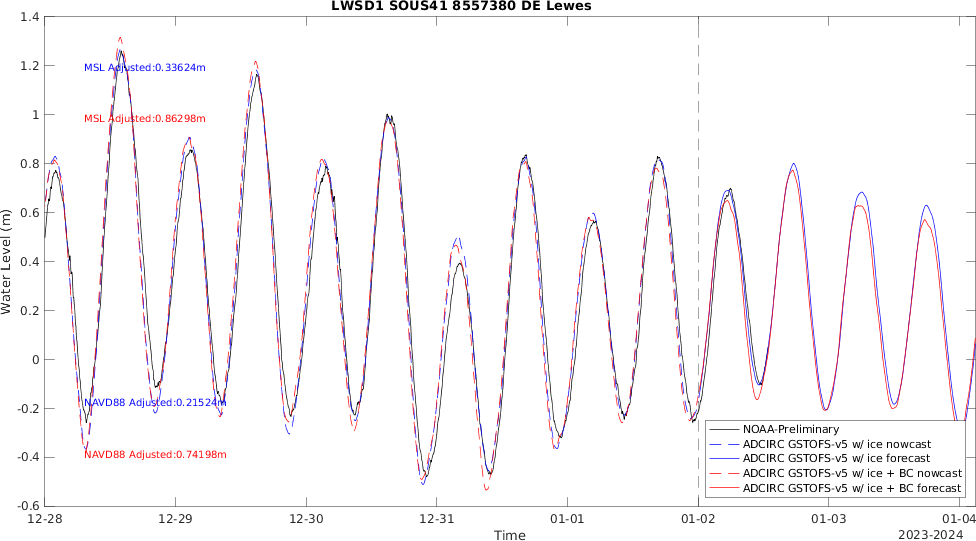 LWSD1 SOUS41 8557380 DE Lewes
1.4
1.2
1
0.8
0.6
0.4
0.2
0
-0.2
-0.4
-0.6
Water Level (m)
MSL Adjusted:0.33624m
MSL Adjusted:0.86298m
NAVD88 Adjusted:0.21524m
NAVD88 Adjusted:0.74198m
NOAA-Preliminary
ADCIRC GSTOFS-v5 w/ ice nowcast
ADCIRC GSTOFS-v5 w/ ice forecast
ADCIRC GSTOFS-v5 w/ ice + BC nowcast
ADCIRC GSTOFS-v5 w/ ice + BC forecast
12-28 12-29 12-30 12-31 01-01 01-02 01-03 01-04
Time
2023-2024